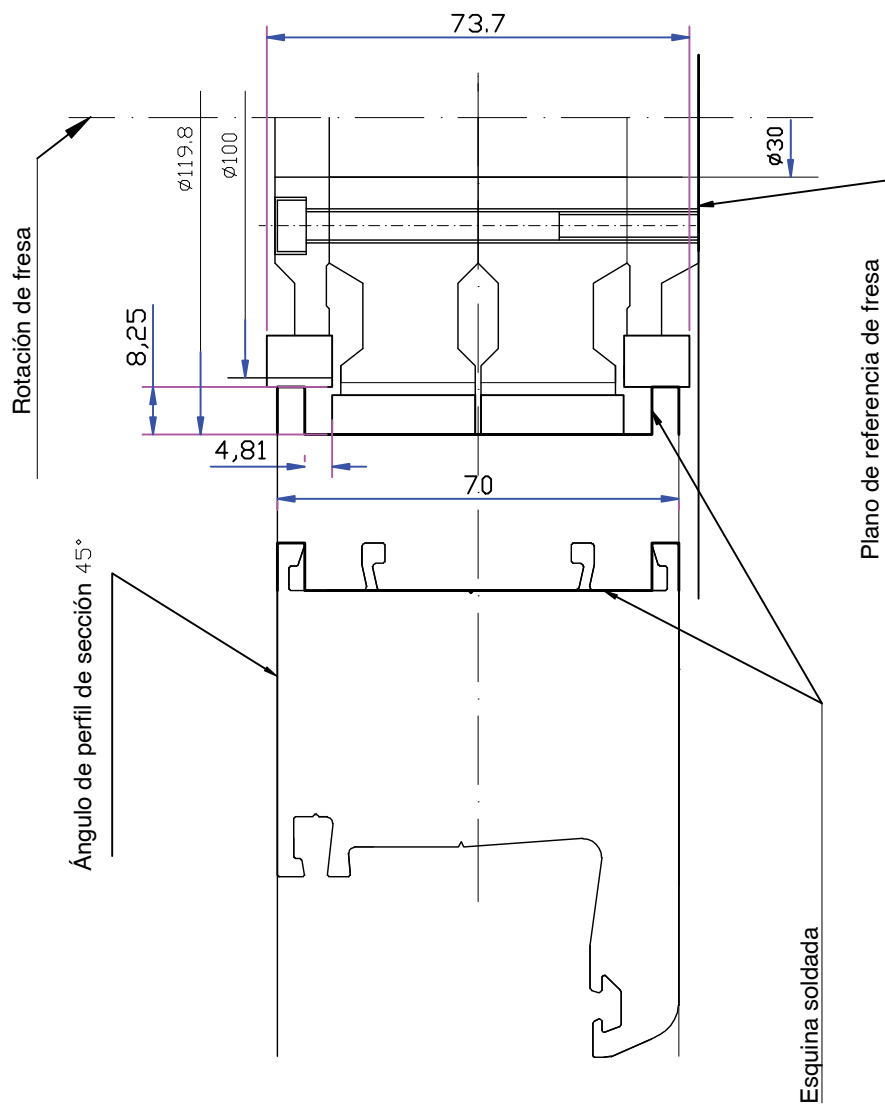 73.7
Rotación de fresa
ø119.8
ø100
ø30
8,25
4,81
70
Plano de referencia de fresa
Ángulo de perfil de sección 45°
Esquina soldada